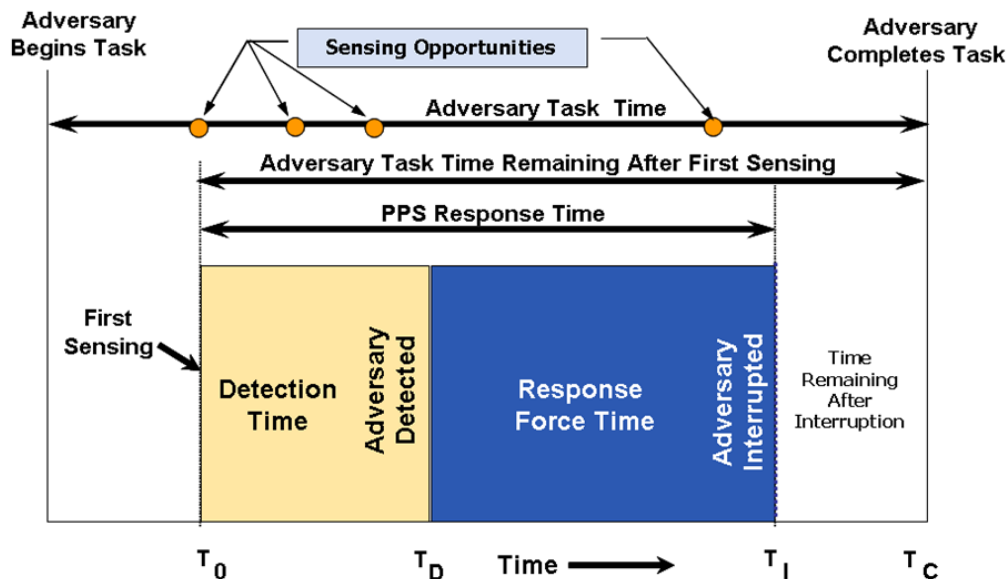 Adversary
Begins Task
Sensing Opportunities
Adversary
Completes Task
Adversary Task Time
Adversary Task Time Remaining After First Sensing
PPS Response Time
First
Sensing
Detection
Time
Adversary
Detected
Response
Force Time
Adversary
Interrupted
Time
Remaining
After
Interruption
T0
TD
Time
TI
TC